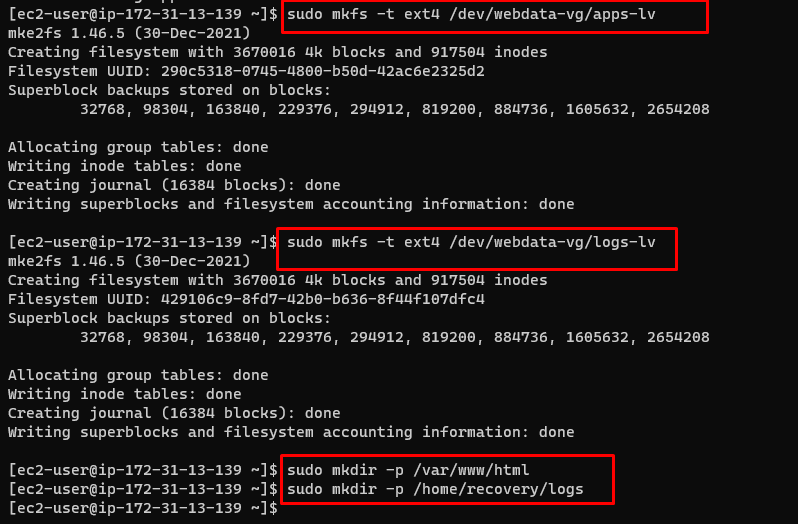 [ec2-user@ip-172-31-13-139 ~]$ sudo mkfs -t ext4 /dev/webdata-vg/apps-lv
mke2fs 1.46.5 (30-Dec-2021)
Creating filesystem with 3670016 4k blocks and 917504 inodes
Filesystem UUID: 290c5318-0745-4800-b50d-42ac6e2325d2
Superblock backups stored on blocks:
        32768, 98304, 163840, 229376, 294912, 819200, 884736, 1605632, 2654208

Allocating group tables: done
Writing inode tables: done
Creating journal (16384 blocks): done
Writing superblocks and filesystem accounting information: done

[ec2-user@ip-172-31-13-139 ~]$ sudo mkfs -t ext4 /dev/webdata-vg/logs-lv
mke2fs 1.46.5 (30-Dec-2021)
Creating filesystem with 3670016 4k blocks and 917504 inodes
Filesystem UUID: 429106c9-8fd7-42b0-b636-8f44f107dfc4
Superblock backups stored on blocks:
        32768, 98304, 163840, 229376, 294912, 819200, 884736, 1605632, 2654208

Allocating group tables: done
Writing inode tables: done
Creating journal (16384 blocks): done
Writing superblocks and filesystem accounting information: done

[ec2-user@ip-172-31-13-139 ~]$ sudo mkdir -p /var/www/html
[ec2-user@ip-172-31-13-139 ~]$ sudo mkdir -p /home/recovery/logs
[ec2-user@ip-172-31-13-139 ~]$